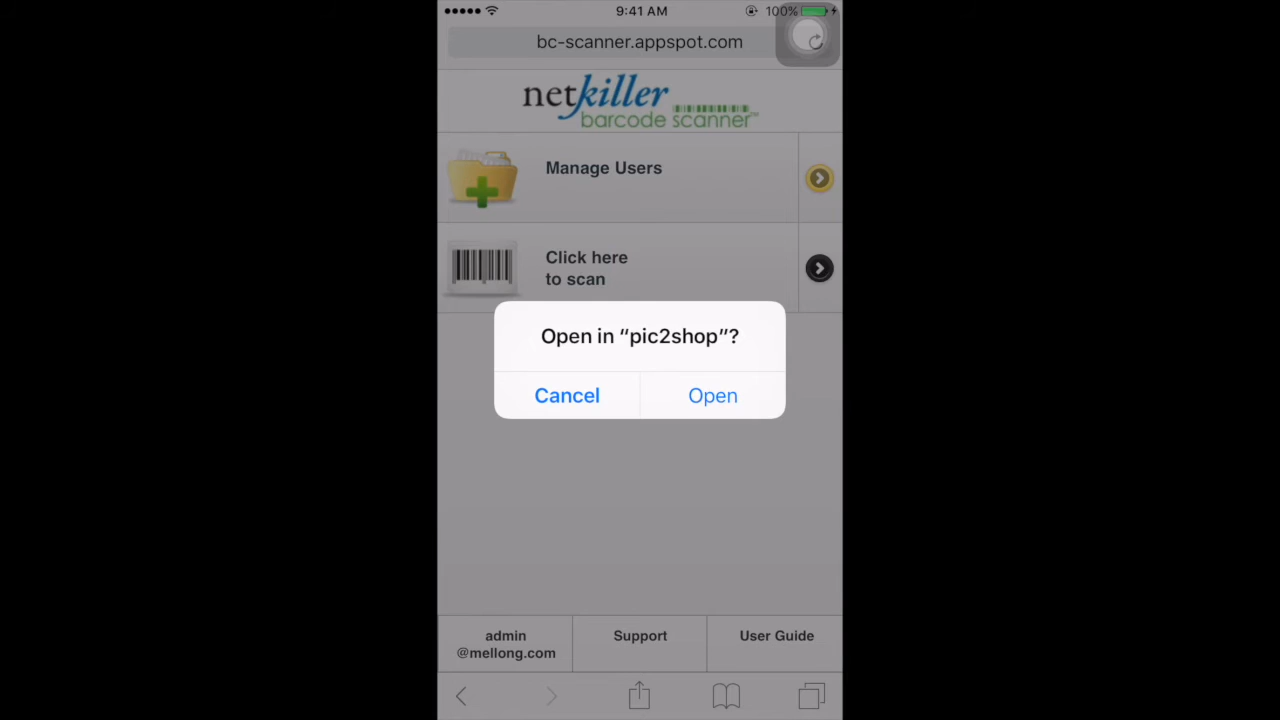 9:41 AM
100%
bc-scanner.appspot.com
netkiller
barcode scanner™
Manage Users
Click here
to scan
Open in “pic2shop”?
Cancel
Open
admin
@mellong.com
Support
User Guide